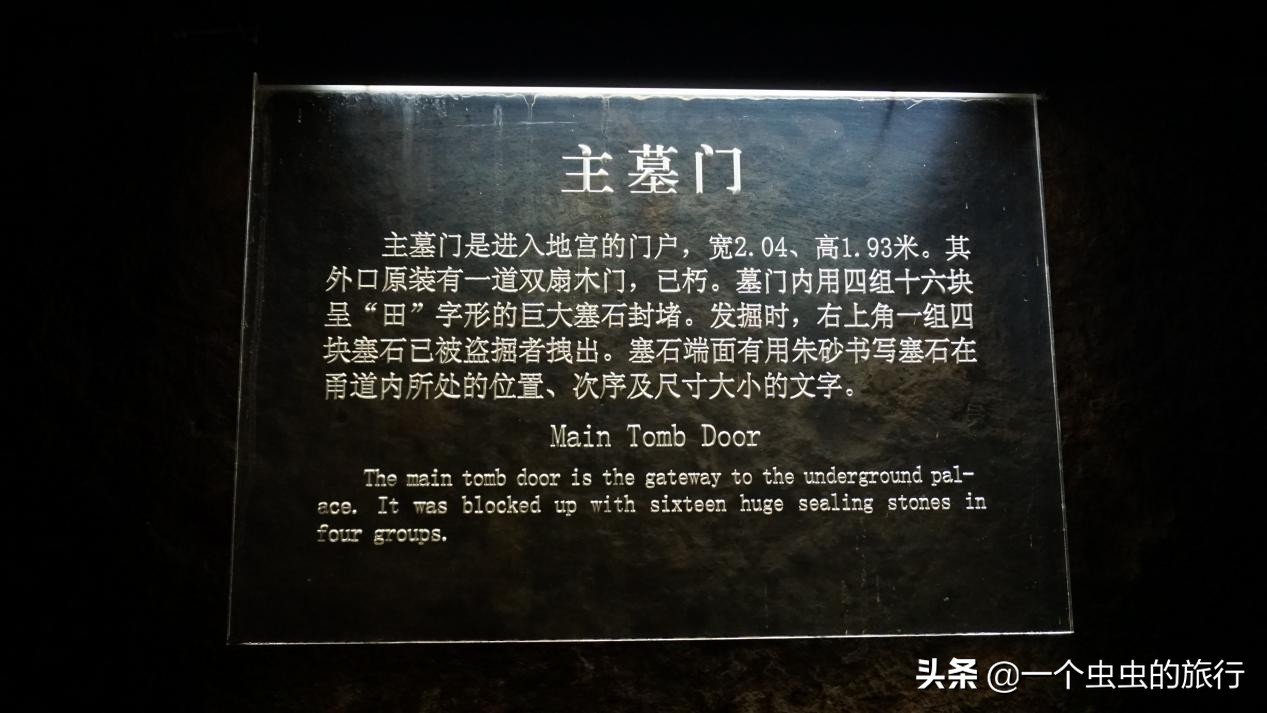 主墓门
主墓门是进入地宫的门户，宽2.04、高1.93米。其
外口原装有一道双扇木门，已朽。墓门内用四组十六块
呈“田”字形的巨大塞石封堵。发掘时，右上角一组四
块塞石已被盗掘者拽出。塞石端面有用朱砂书写塞石在
甬道内所处的位置、次序及尺寸大小的文字。
Main Tomb Door
The main tomb door is the gateway to the underground pal-
ace. It was blocked up with sixteen huge sealing stones in
four groups.
头条 @一个虫虫的旅行